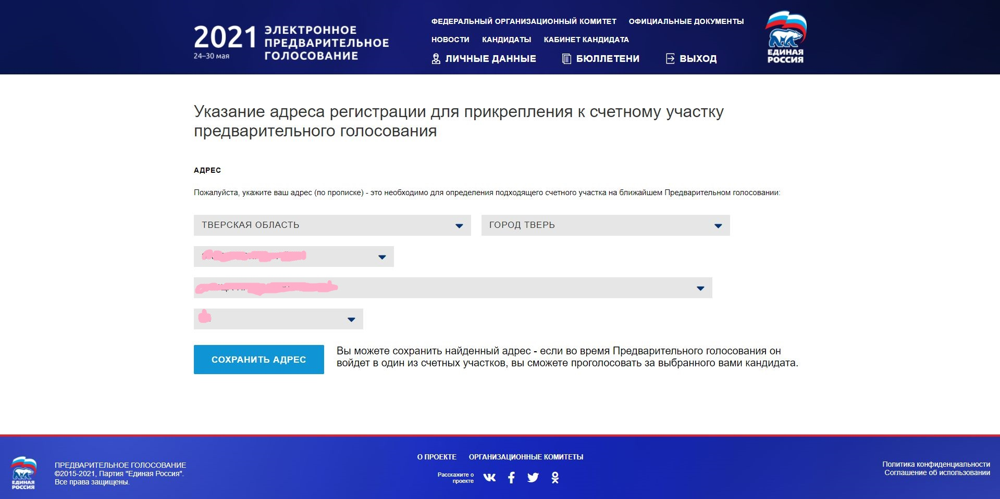 2021 ЭЛЕКТРОННОЕ ПРЕДВАРИТЕЛЬНОЕ ГОЛОСОВАНИЕ
24–30 мая
ФЕДЕРАЛЬНЫЙ ОРГАНИЗАЦИОННЫЙ КОМИТЕТ ОФИЦИАЛЬНЫЕ ДОКУМЕНТЫ
НОВОСТИ КАНДИДАТЫ КАБИНЕТ КАНДИДАТА
ЛИЧНЫЕ ДАННЫЕ БЮЛЛЕТЕНИ ВЫХОД
ЕДИНАЯ
РОССИЯ
Указание адреса регистрации для прикрепления к счетному участку
предварительного голосования
АДРЕС
Пожалуйста, укажите ваш адрес (по прописке) - это необходимо для определения подходящего счетного участка на ближайшем Предварительном голосовании:
ТВЕРСКАЯ ОБЛАСТЬ ГОРОД ТВЕРЬ
СОХРАНИТЬ АДРЕС
Вы можете сохранить найденный адрес - если во время Предварительного голосования он
войдет в один из счетных участков, вы сможете проголосовать за выбранного вами кандидата.
ЕДИНАЯ
РОССИЯ
ПРЕДВАРИТЕЛЬНОЕ ГОЛОСОВАНИЕ
©2015-2021, Партия "Единая Россия".
Все права защищены.
О ПРОЕКТЕ ОРГАНИЗАЦИОННЫЕ КОМИТЕТЫ
Расскажите о
проекте
Политика конфиденциальности
Соглашение об использовании